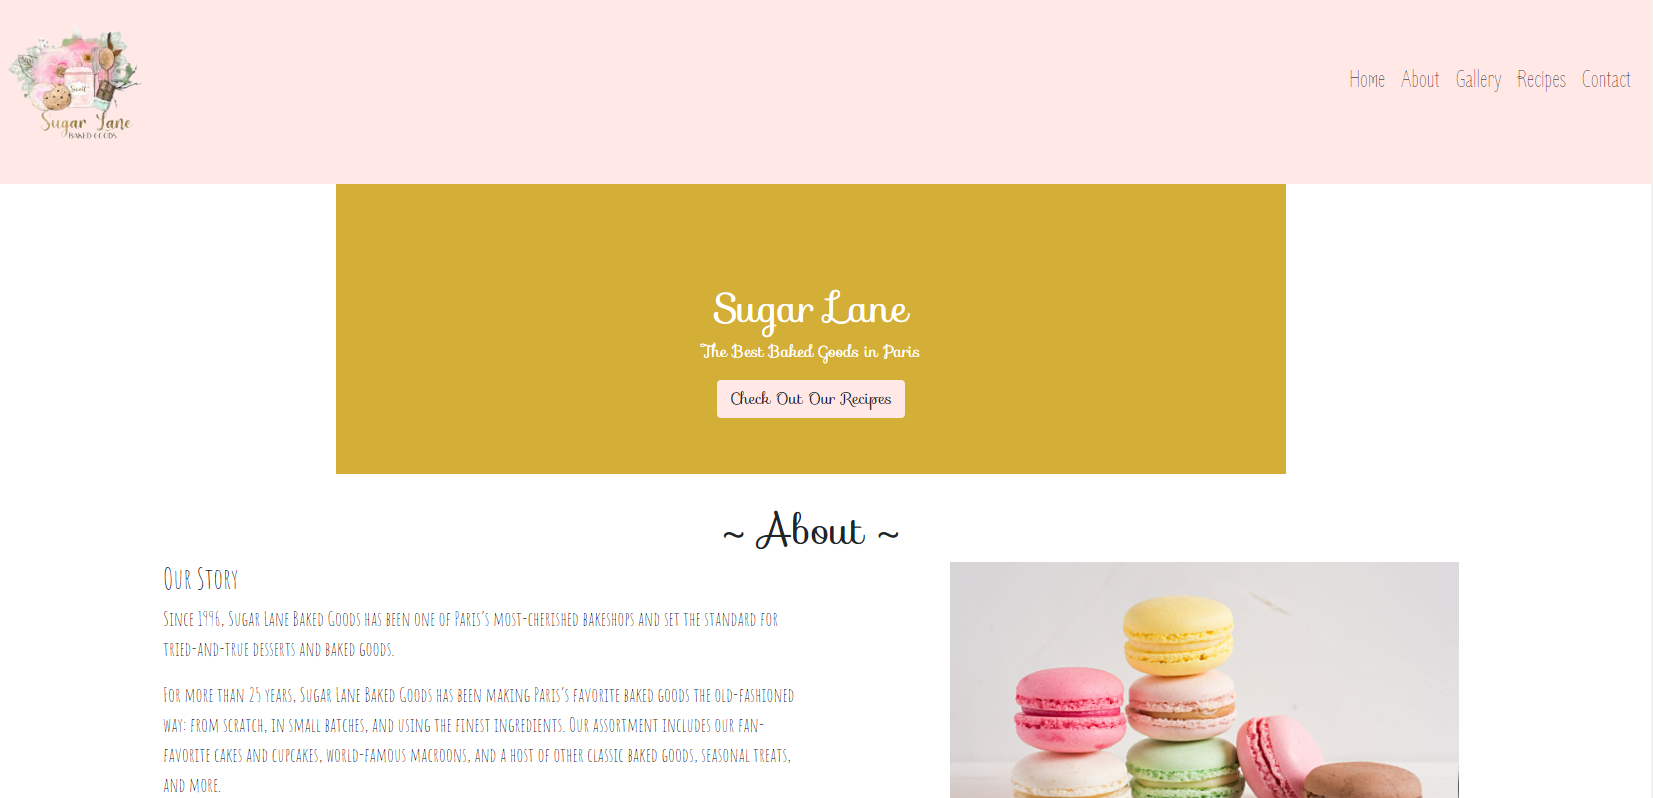 Sweet
Sugar Lane
BAKED GOODS
Home About Gallery Recipes Contact
Sugar Lane
The Best Baked Goods in Paris
Check Out Our Recipes
~ About ~
Our Story
Since 1996, Sugar Lane Baked Goods has been one of Paris's most-cherished bakeshops and set the standard for
tried-and-true desserts and baked goods.
For more than 25 years, Sugar Lane Baked Goods has been making Paris's favorite baked goods the old-fashioned
way: from scratch, in small batches, and using the finest ingredients. Our assortment includes our fan-
favorite cakes and cupcakes, world-famous macroons, and a host of other classic baked goods, seasonal treats,
and more.